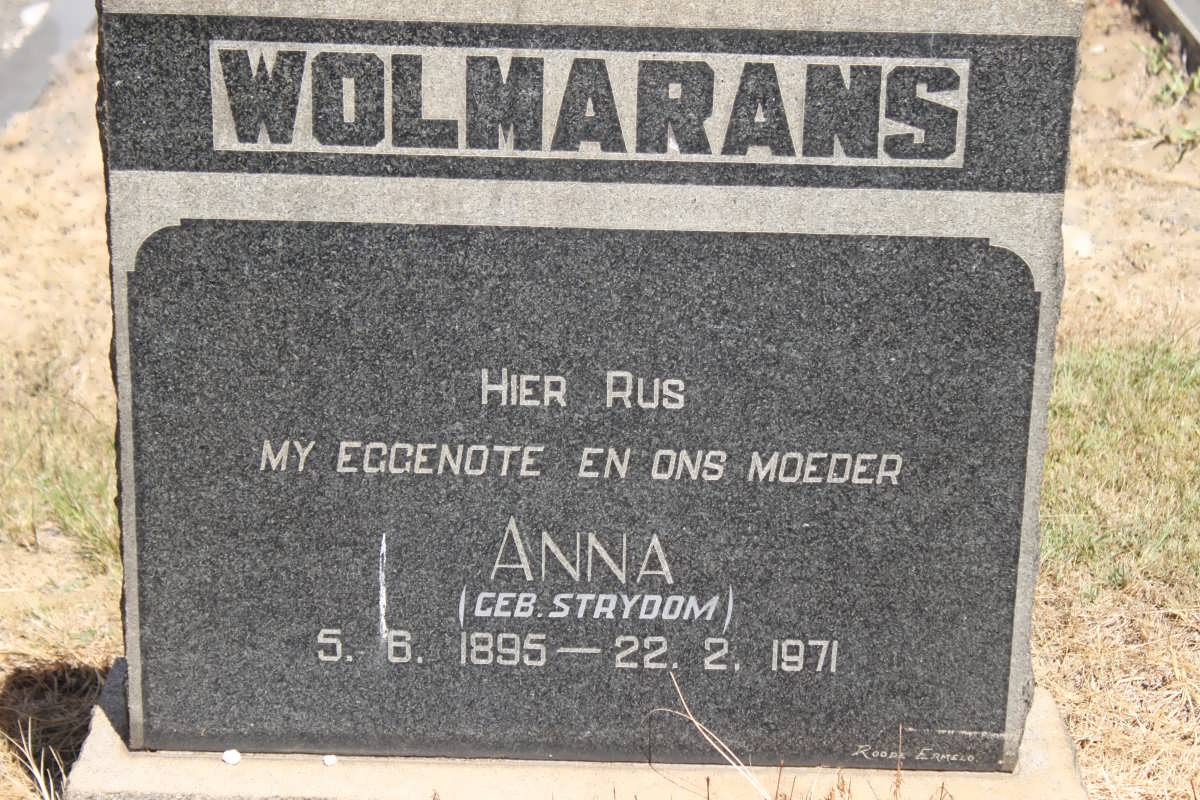 WOLMARANS
HIER RUS
MY EGGENOTE EN ONS MOEDER
ANNA
(GEB. STRYDOM)
5. 6. 1895 — 22. 2. 1971
ROODE ERMELO.